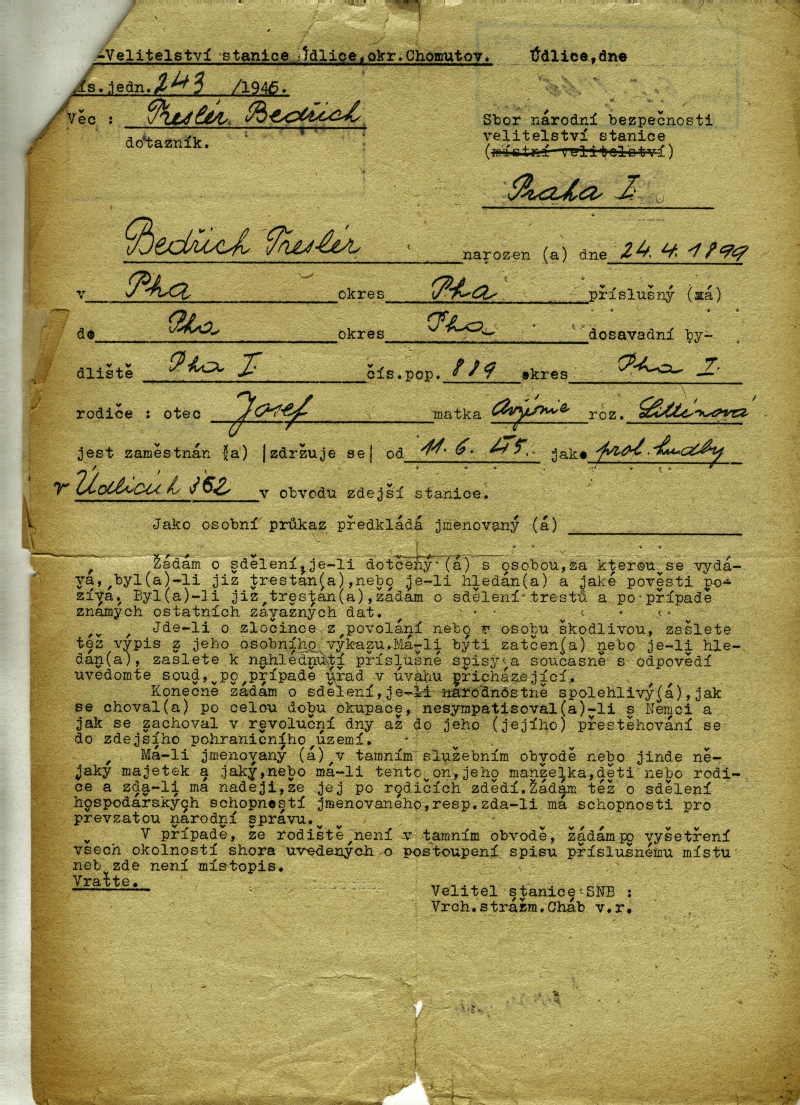 -Velitelství stanice Údlice,okr.Chomutov. Údlice,dne
čís.jedn. 243 /1946.
Věc : Trestér Bedřich
dotazník.
Sbor národní bezpečnosti
velitelství stanice
(místní velitelství)
Praha I.
Bedřich narozen (a) dne 24. 4. 1899
v Pha okres Pha příslušný (á)
do Pha okres Pha dosavadní by-
dliště Pha I čís.pop. 889 okres Pha I.
rodiče : otec Josef matka roz.
jest zaměstnán (a) |zdržuje se| od 11. 6. 45. jako
v Údlicích 362 v obvodu zdejší stanice.
Jako osobní průkaz předkládá jmenovaný (á)
Žádám o sdělení,je-li dotčený (á) s osobou,za kterou se vydá-
vá, byl(a)-li již trestán(a),nebo je-li hledán(a) a jaké pověsti po-
žívá. Byl(a)-li již trestán(a),žádám o sdělení trestů a po případě
známých ostatních závažných dat.
Jde-li o zločince z povolání nebo v osobu škodlivou, zašlete
též výpis z jeho osobního výkazu.Má-li býti zatčen(a) nebo je-li hle-
dán(a), zašlete k nahlédnutí příslušné spisy a současně s odpovědí
uvědomte soud, po případě úřad v úvahu přicházející.
Konečně žádám o sdělení,je-li národnostně spolehlivý(á),jak
se choval(a) po celou dobu okupace, nesympatisoval(a)-li s Němci a
jak se zachoval v revoluční dny až do jeho (jejího) přestěhování se
do zdejšího pohraničního území.
Má-li jmenovaný (á) v tamním služebním obvodě nebo jinde ně-
jaký majetek a jaký,nebo má-li tento on,jeho manželka,děti nebo rodi-
če a zda-li má naději,že jej po rodičích zdědí.Žádám též o sdělení
hospodářských schopností jmenovaného,resp.zda-li má schopnosti pro
převzatou národní správu.
V případě, že rodiště není v tamním obvodě, žádám po vyšetření
všech okolností shora uvedených o postoupení spisu příslušnému místu
neb zde není místopis.
Vraťte.
Velitel stanice SNB :
Vrch.strážm.Cháb v.r.